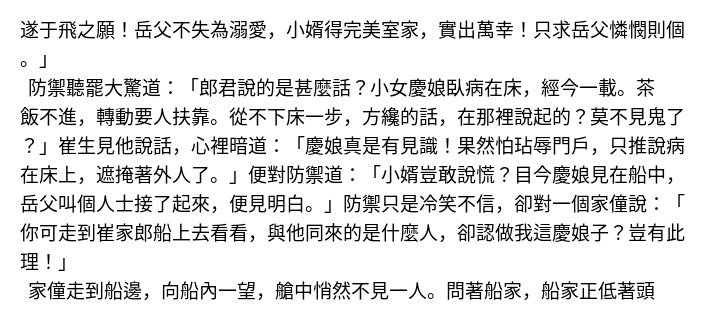 遂于飛之願！岳父不失為溺愛，小婿得完美室家，實出萬幸！只求岳父憐憫則個
。」
防禦聽罷大驚道：「郎君說的是甚麼話？小女慶娘臥病在床，經今一載。茶
飯不進，轉動要人扶靠。從不下床一步，方纔的話，在那裡說起的？莫不見鬼了
？」崔生見他說話，心裡暗道：「慶娘真是有見識！果然怕玷辱門戶，只推說病
在床上，遮掩著外人了。」便對防禦道：「小婿豈敢說慌？目今慶娘見在船中，
岳父叫個人士接了起來，便見明白。」防禦只是冷笑不信，卻對一個家僮說：「
你可走到崔家郎船上去看看，與他同來的是什麼人，卻認做我這慶娘子？豈有此
理！」
家僮走到船邊，向船內一望，艙中悄然不見一人。問著船家，船家正低著頭